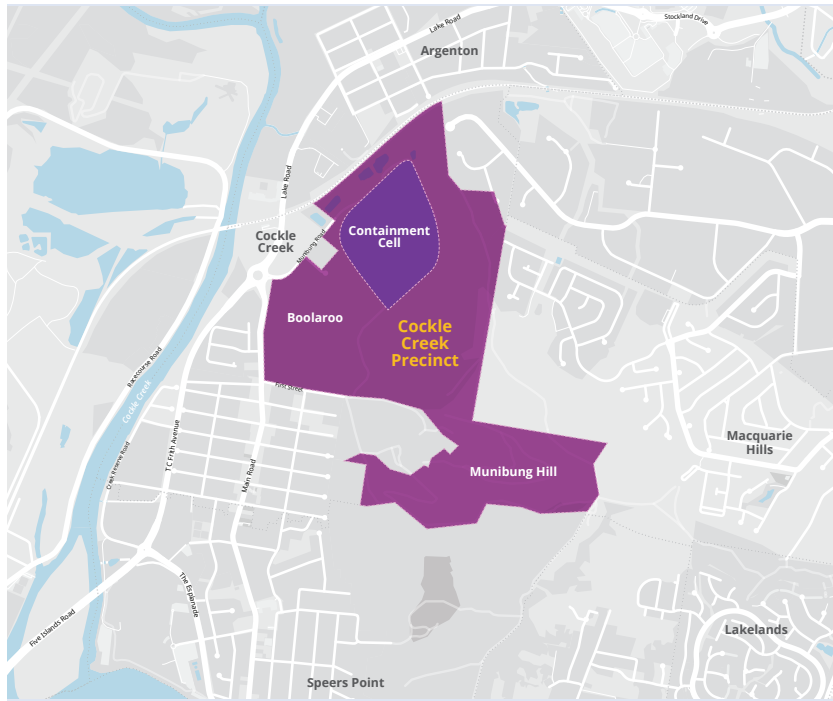 Stockland Drive
Lake Road
Argenton
Lake Road
Containment
Cell
Cockle
Creek
Munibung Road
Boolaroo
Cockle
Creek
Precinct
Racecourse Road
Cockle Creek
First Street
T C Frith Avenue
Creek Reserve Road
Main Road
Macquarie
Hills
Munibung Hill
The Esplanade
Five Islands Road
Lakelands
Speers Point